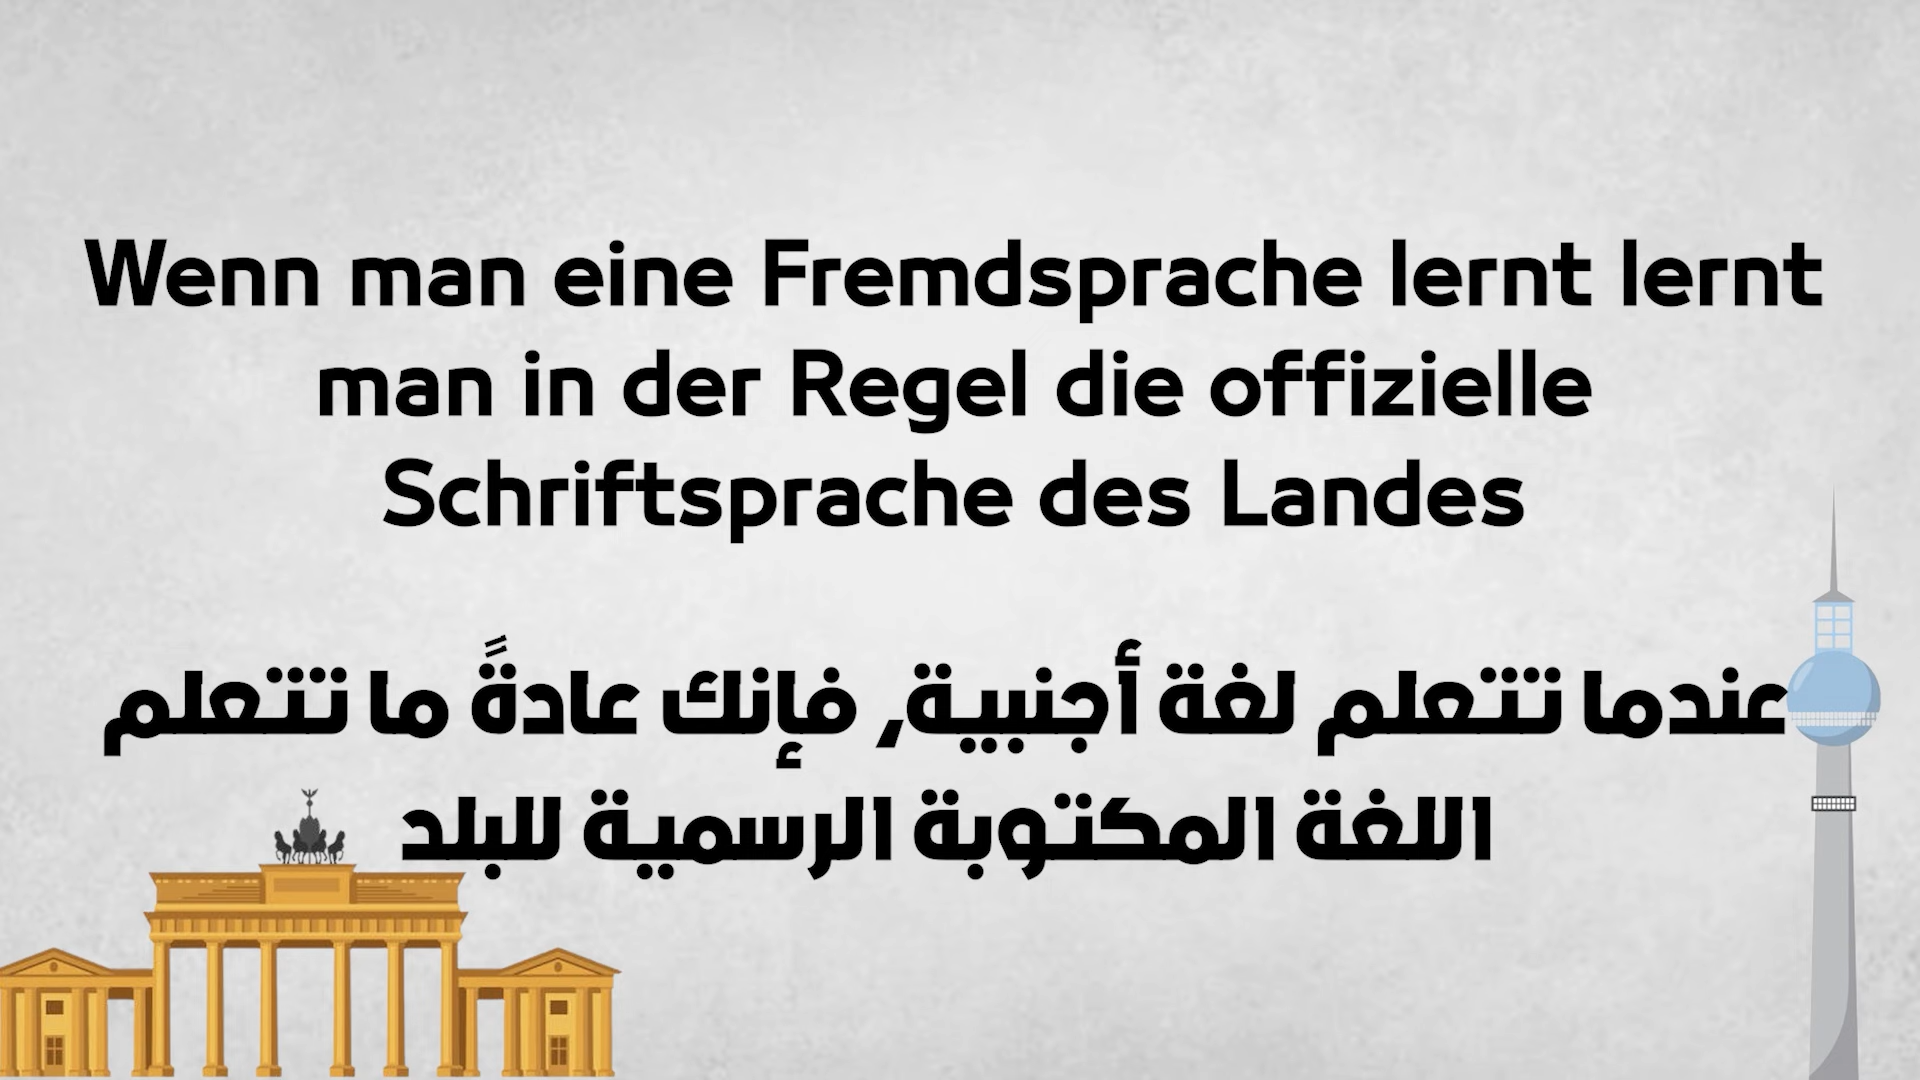 Wenn man eine Fremdsprache lernt lernt
man in der Regel die offizielle
Schriftsprache des Landes
عندما تتعلم لغة أجنبية, فإنك عادةً ما تتعلم
اللغة المكتوبة الرسمية للبلد